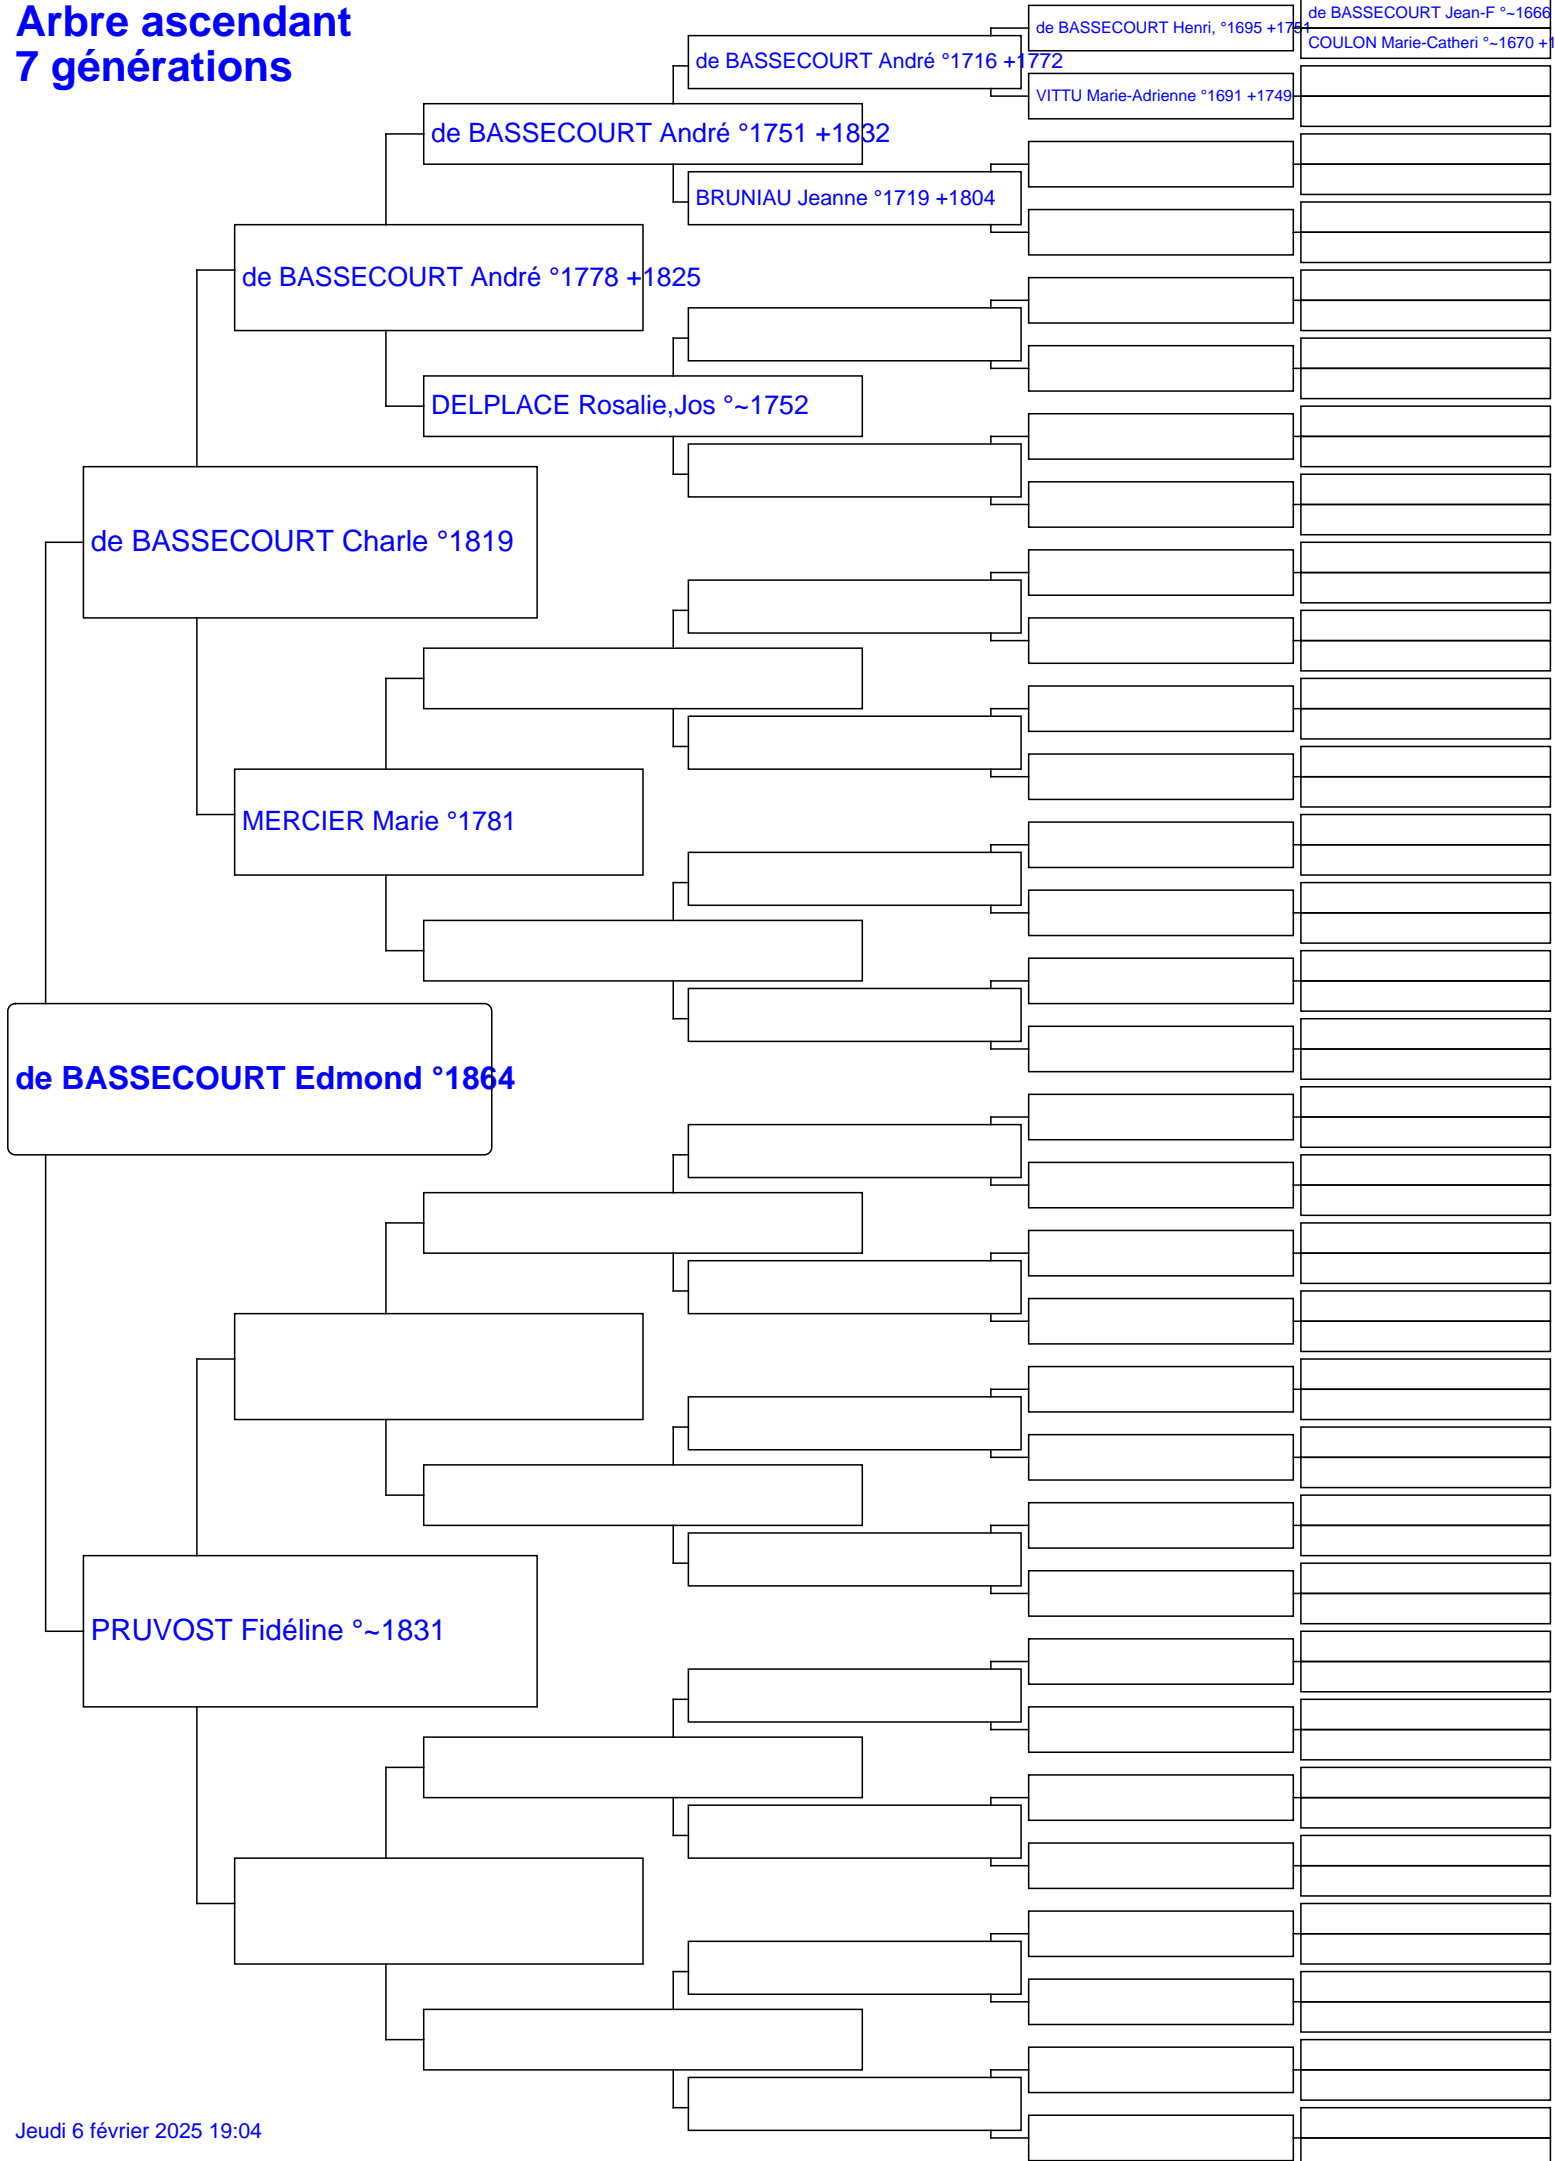 Arbre ascendant
7 générations
de BASSECOURT Jean-F °~1666
de BASSECOURT Henri, °1695 +1751
COULON Marie-Catheri °~1670 +1
de BASSECOURT André °1716 +1772
VITTU Marie-Adrienne °1691 +1749
de BASSECOURT André °1751 +1832
BRUNIAU Jeanne °1719 +1804
de BASSECOURT André °1778 +1825
DELPLACE Rosalie,Jos °~1752
de BASSECOURT Charle °1819
MERCIER Marie °1781
de BASSECOURT Edmond °1864
PRUVOST Fidéline °~1831
Jeudi 6 février 2025 19:04